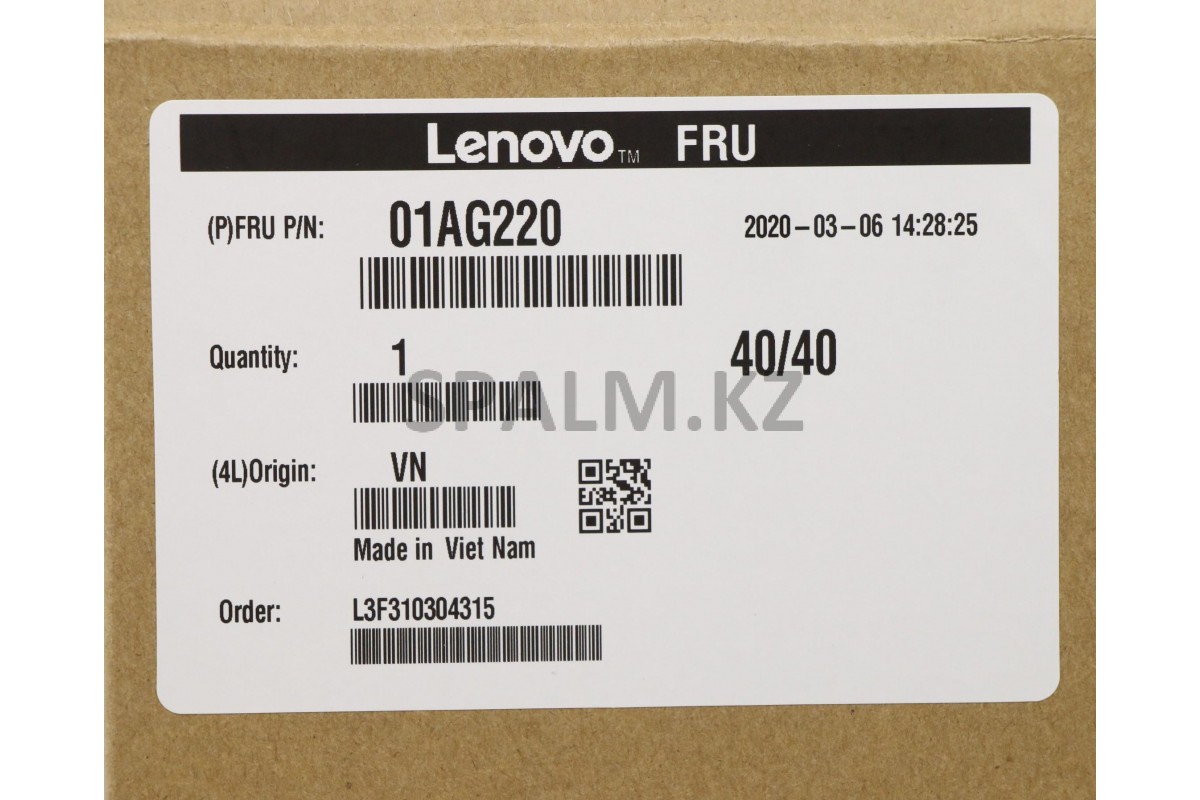 Lenovo™ FRU
(P)FRU P/N: 01AG220 2020-03-06 14:28:25
Quantity: 1 40/40
SPALM.KZ
(4L)Origin: VN
Made in Viet Nam
Order: L3F310304315